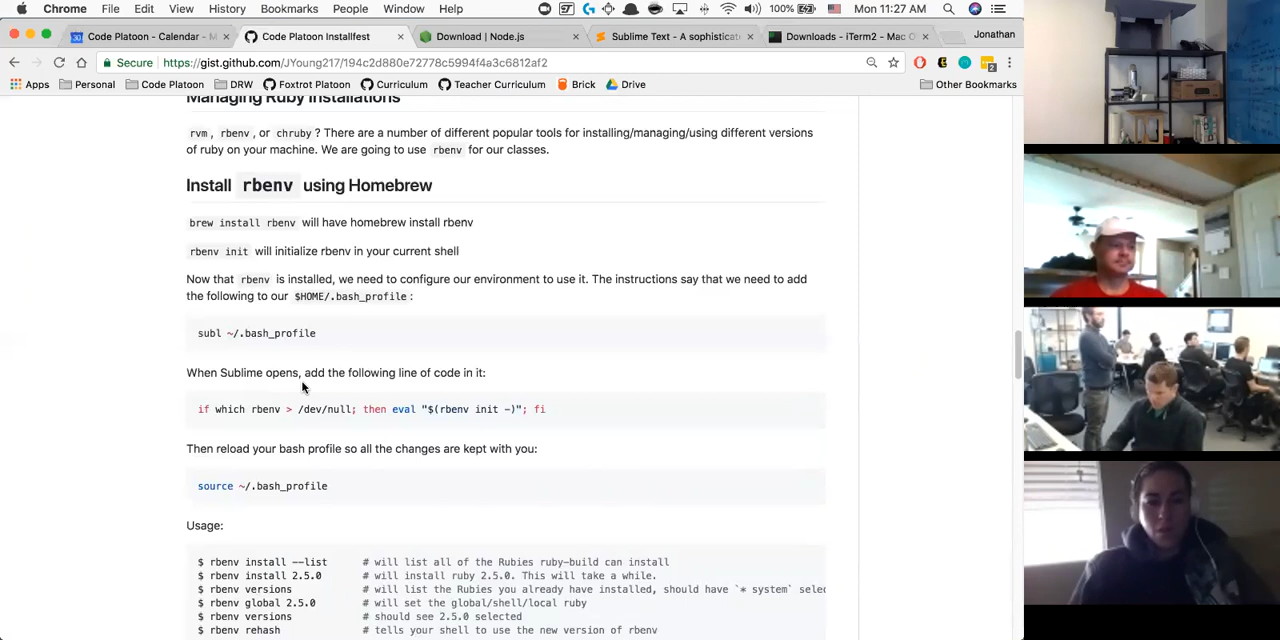 Chrome File Edit View History Bookmarks People Window Help 100% Mon 11:27 AM
Code Platoon - Calendar - M × Code Platoon Installfest × Download | Node.js × Sublime Text - A sophisticate × Downloads - iTerm2 - Mac O × Jonathan
Secure https://gist.github.com/JYoung217/194c2d880e72778c5994f4a3c6812af2
Apps Personal Code Platoon DRW Foxtrot Platoon Curriculum Teacher Curriculum Brick Drive Other Bookmarks
Managing Ruby Installations
rvm, rbenv, or chruby? There are a number of different popular tools for installing/managing/using different versions
of ruby on your machine. We are going to use rbenv for our classes.
Install rbenv using Homebrew
brew install rbenv will have homebrew install rbenv
rbenv init will initialize rbenv in your current shell
Now that rbenv is installed, we need to configure our environment to use it. The instructions say that we need to add
the following to our $HOME/.bash_profile:
subl ~/.bash_profile
When Sublime opens, add the following line of code in it:
if which rbenv > /dev/null; then eval "$(rbenv init -)"; fi
Then reload your bash profile so all the changes are kept with you:
source ~/.bash_profile
Usage:
$ rbenv install --list # will list all of the Rubies ruby-build can install
$ rbenv install 2.5.0 # will install ruby 2.5.0. This will take a while.
$ rbenv versions # will list the Rubies you already have installed, should have `* system` selec
$ rbenv global 2.5.0 # will set the global/shell/local ruby
$ rbenv versions # should see 2.5.0 selected
$ rbenv rehash # tells your shell to use the new version of rbenv